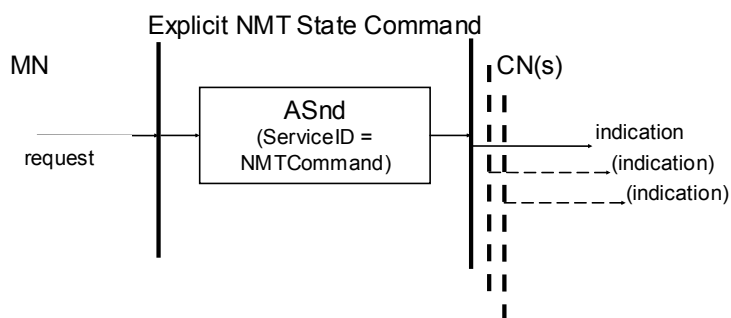 Explicit NMT State Command
MN
CN(s)
ASnd
(ServiceID =
NMTCommand)
request
indication
(indication)
(indication)